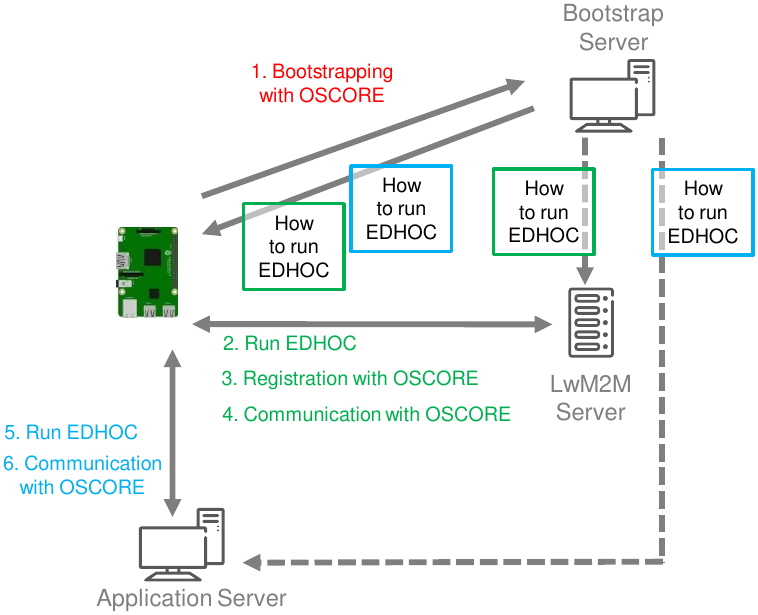 Bootstrap
Server
1. Bootstrapping
with OSCORE
How
to run
EDHOC
How
to run
EDHOC
How
to run
EDHOC
How
to run
EDHOC
2. Run EDHOC
3. Registration with OSCORE
4. Communication with OSCORE
LwM2M
Server
5. Run EDHOC
6. Communication
with OSCORE
Application Server